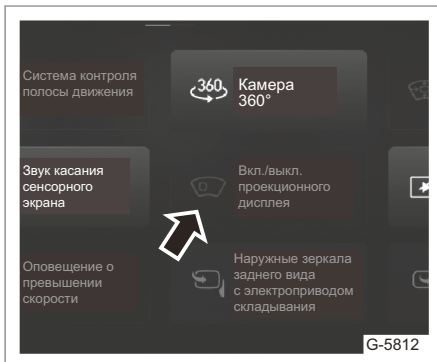 Система контроля
полосы движения
360
Камера
360°
Звук касания
сенсорного
экрана
Вкл./выкл.
проекционного
дисплея
Оповещение о
превышении
скорости
Наружные зеркала
заднего вида
с электроприводом
складывания
G-5812